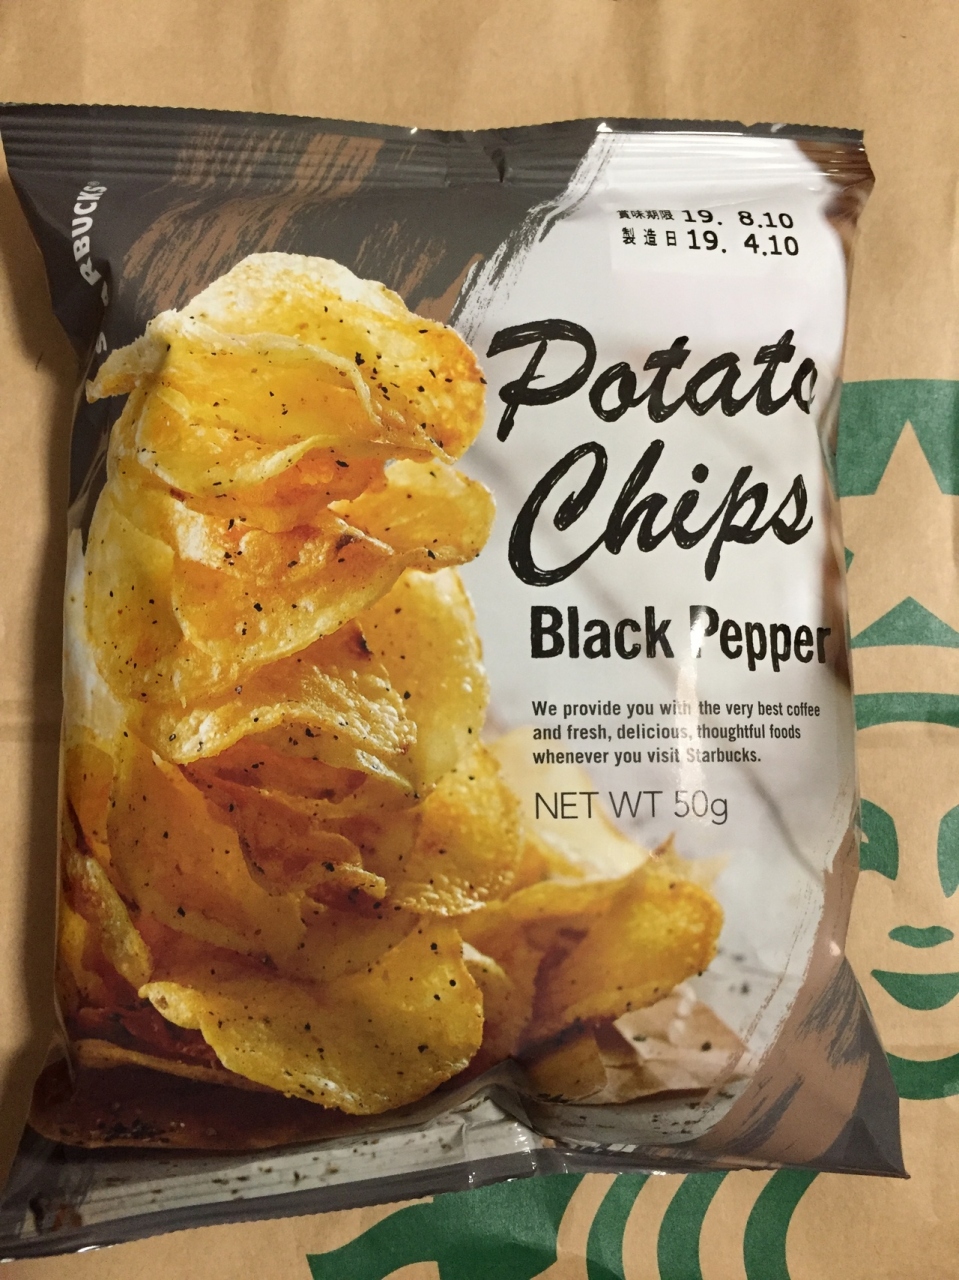 STARBUCKS®
賞味期限 19. 8.10
製造日 19. 4.10
Potato
Chips
Black Pepper
We provide you with the very best coffee
and fresh, delicious, thoughtful foods
whenever you visit Starbucks.
NET WT 50g